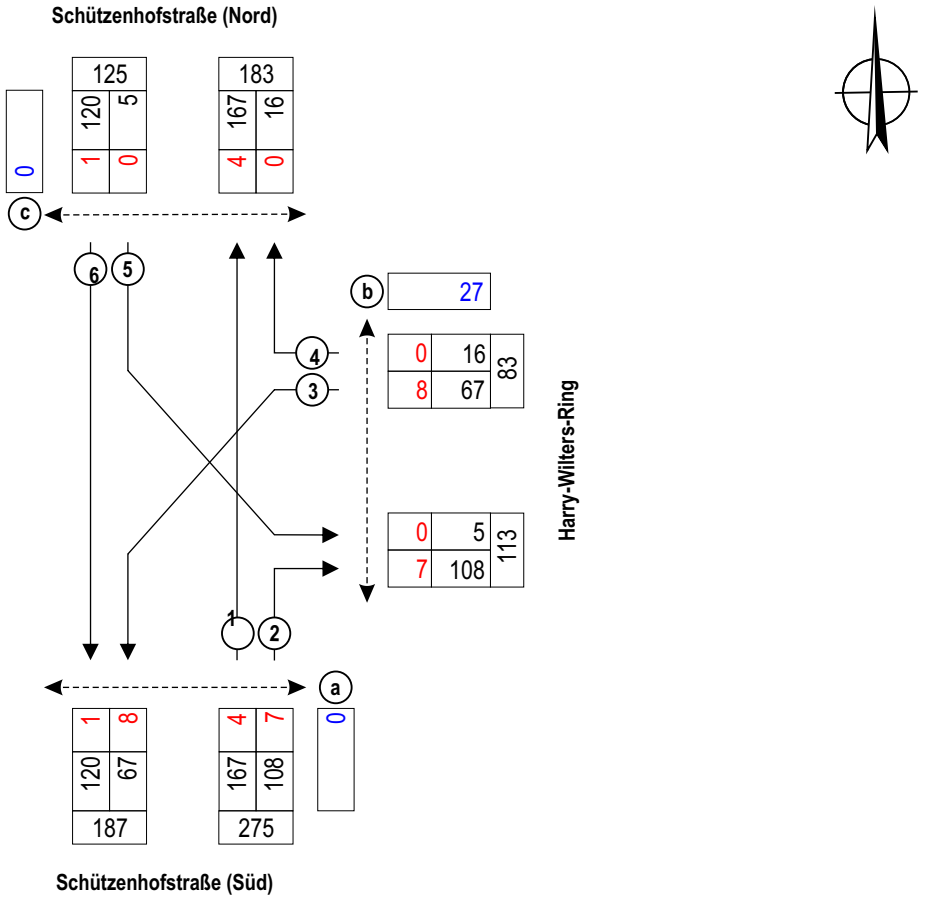 Schützenhofstraße (Nord)
125 183
120 5 167 16
1 0 4 0
0
c
6 5
b 27
4 0 16 83
3 8 67
Harry-Wilters-Ring
0 5 113
7 108
1 2
a
1 8 4 7 0
120 67 167 108
187 275
Schützenhofstraße (Süd)